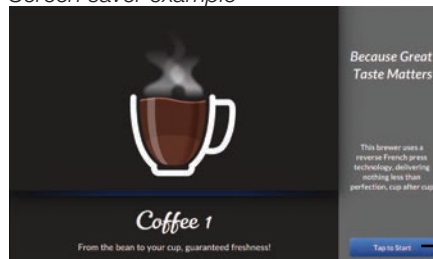 Screen saver example
Because Great
Taste Matters
This brewer uses a
reverse French press
technology, delivering
nothing less than
perfection, cup after cup
Coffee 1
From the bean to your cup, guaranteed freshness!
Tap to Start